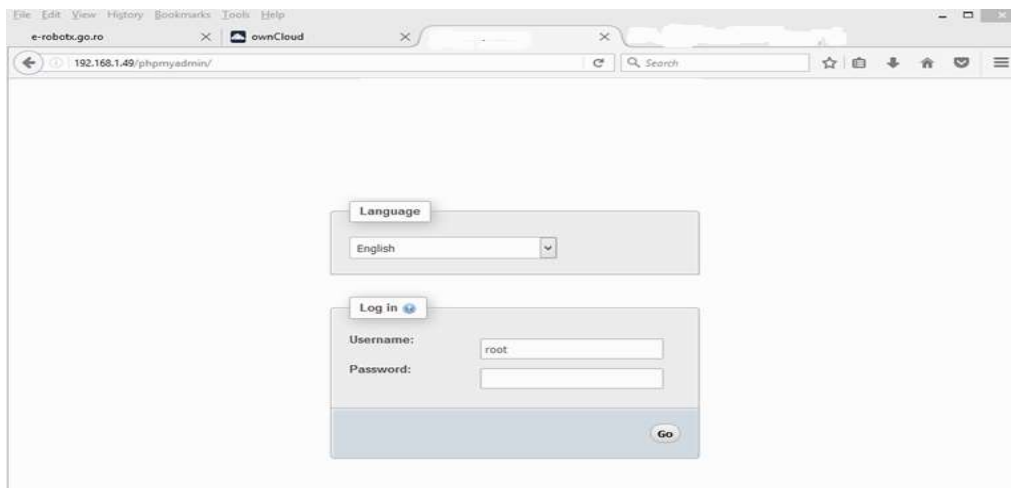 File Edit View History Bookmarks Tools Help
e-robotx.go.ro ownCloud
192.168.1.49/phpmyadmin/ Search
Language
English
Log in
Username:
root
Password:
Go